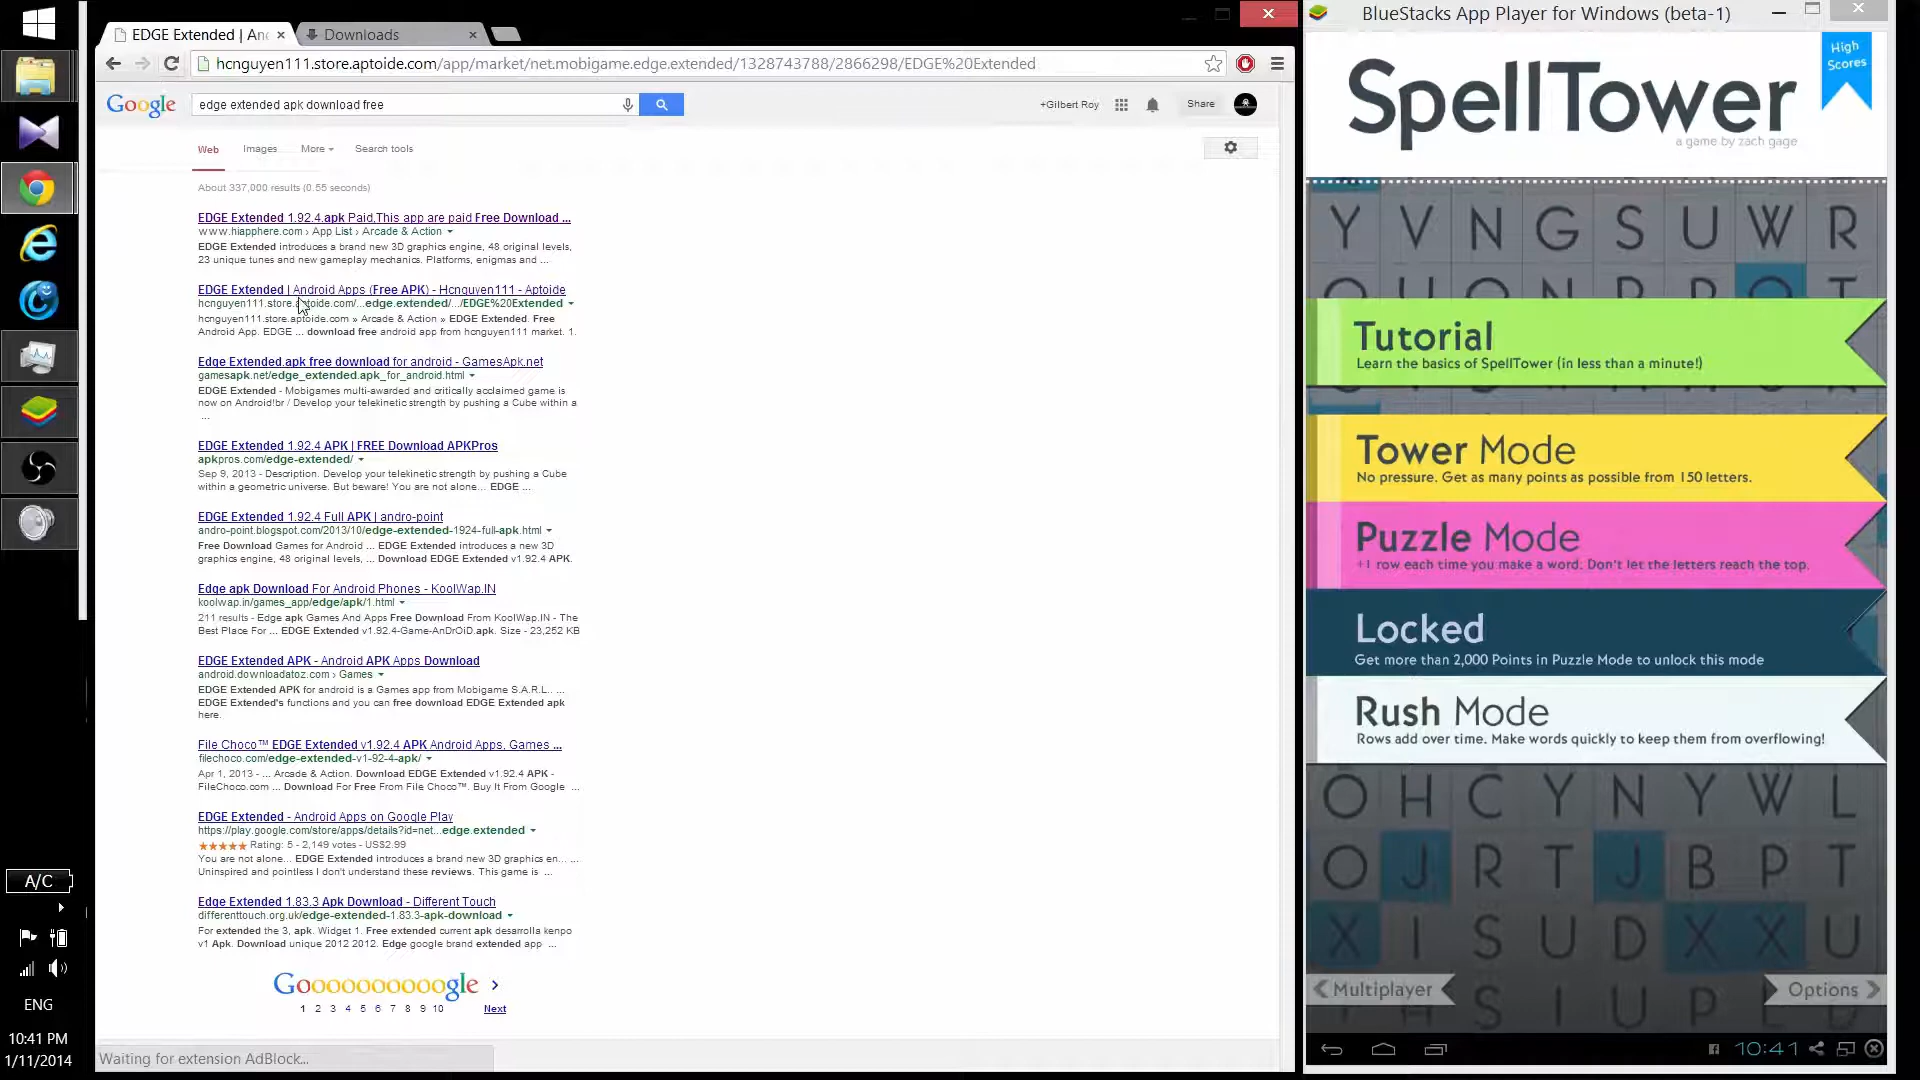 EDGE Extended | An
Downloads
hcnguyen111.store.aptoide.com/app/market/net.mobigame.edge.extended/1328743788/2866298/EDGE%20Extended
Google
edge extended apk download free
+Gilbert Roy
Share
Web
Images
More
Search tools
About 337,000 results (0.55 seconds)
EDGE Extended 1.92.4.apk Paid,This app are paid Free Download ...
www.hiapphere.com › App List › Arcade & Action
EDGE Extended introduces a brand new 3D graphics engine, 48 original levels,
23 unique tunes and new gameplay mechanics. Platforms, enigmas and ...
EDGE Extended | Android Apps (Free APK) - Hcnguyen111 - Aptoide
hcnguyen111.store.aptoide.com/...edge.extended/.../EDGE%20Extended
hcnguyen111.store.aptoide.com » Arcade & Action » EDGE Extended. Free
Android App. EDGE ... download free android app from hcnguyen111 market. 1.
Edge Extended.apk free download for android - GamesApk.net
gamesapk.net/edge_extended.apk_for_android.html
EDGE Extended - Mobigames multi-awarded and critically acclaimed game is
now on Android!br / Develop your telekinetic strength by pushing a Cube within a
...
EDGE Extended 1.92.4 APK | FREE Download APKPros
apkpros.com/edge-extended/
Sep 9, 2013 - Description. Develop your telekinetic strength by pushing a Cube
within a geometric universe. But beware! You are not alone... EDGE ...
EDGE Extended 1.92.4 Full APK | andro-point
andro-point.blogspot.com/2013/10/edge-extended-1924-full-apk.html
Free Download Games for Android ... EDGE Extended introduces a new 3D
graphics engine, 48 original levels, ... Download EDGE Extended v1.92.4 APK.
Edge apk Download For Android Phones - KoolWap.IN
koolwap.in/games_app/edge/apk/1.html
211 results - Edge apk Games And Apps Free Download From KoolWap.IN - The
Best Place For ... EDGE Extended v1.92.4-Game-AnDrOiD.apk. Size - 23,252 KB
EDGE Extended APK - Android APK Apps Download
android.downloadatoz.com › Games
EDGE Extended APK for android is a Games app from Mobigame S.A.R.L.. ...
EDGE Extended's functions and you can free download EDGE Extended apk
here.
File Choco™ EDGE Extended v1.92.4 APK Android Apps, Games ...
filechoco.com/edge-extended-v1-92-4-apk/
Apr 1, 2013 - ... Arcade & Action. Download EDGE Extended v1.92.4 APK -
FileChoco.com ... Download For Free From File Choco™. Buy It From Google ...
EDGE Extended - Android Apps on Google Play
https://play.google.com/store/apps/details?id=net...edge.extended
Rating: 5 - 2,149 votes - US$2.99
You are not alone... EDGE Extended introduces a brand new 3D graphics en... ...
Uninspired and pointless I don't understand these reviews. This game is ...
Edge Extended 1.83.3 Apk Download - Different Touch
differenttouch.org.uk/edge-extended-1.83.3-apk-download
For extended the 3, apk. Widget 1. Free extended current apk desarrolla kenpo
v1 Apk. Download unique 2012 2012. Edge google brand extended app ...
Goooooooooogle
1 2 3 4 5 6 7 8 9 10 Next
Waiting for extension AdBlock...
A/C
ENG
10:41 PM
1/11/2014
BlueStacks App Player for Windows (beta-1)
High
Scores
SpellTower
a game by zach gage
Y V N G S U W R
Tutorial
Learn the basics of SpellTower (in less than a minute!)
Tower Mode
No pressure. Get as many points as possible from 150 letters.
Puzzle Mode
+1 row each time you make a word. Don't let the letters reach the top.
Locked
Get more than 2,000 Points in Puzzle Mode to unlock this mode
Rush Mode
Rows add over time. Make words quickly to keep them from overflowing!
O H C Y N Y W L
O J R T J B P T
X I S U D X X U
Multiplayer
Options
S I U P
10:41